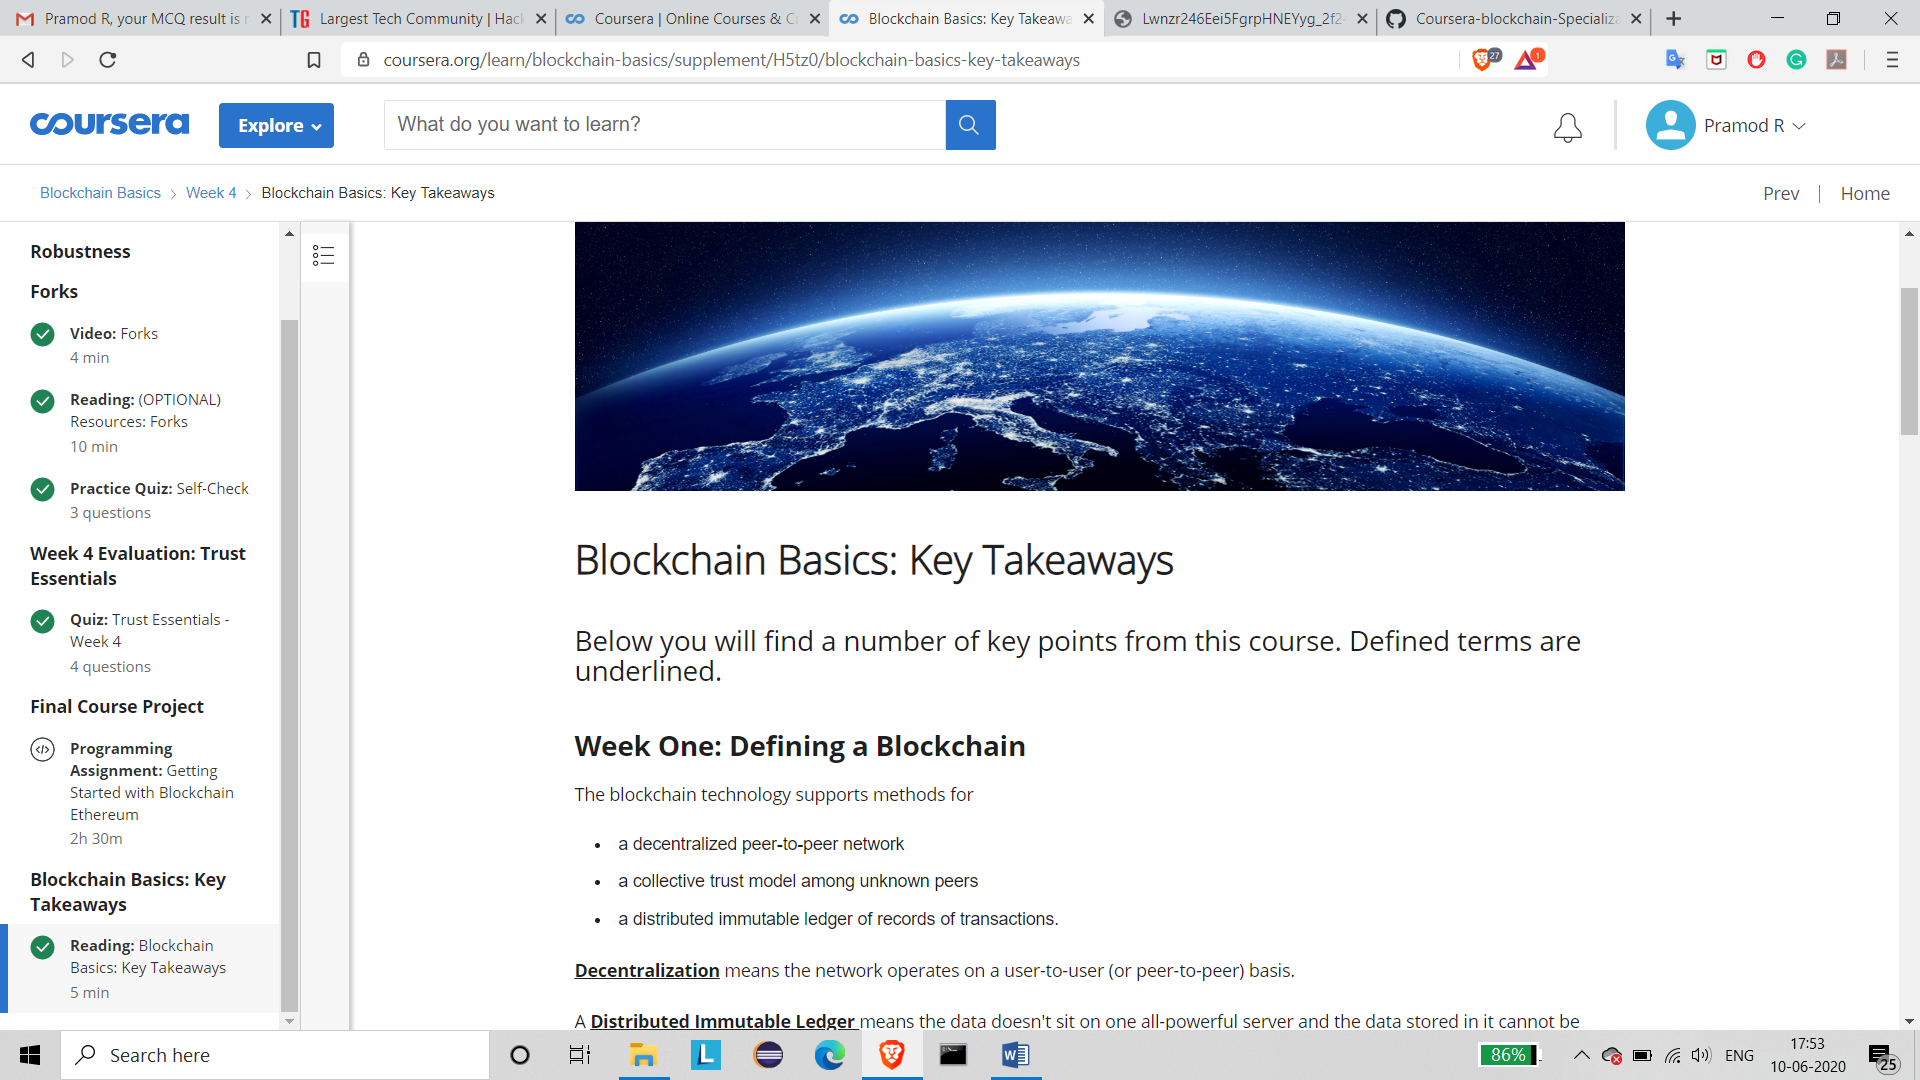 Pramod R, your MCQ result is
Largest Tech Community | Hac
Coursera | Online Courses & C
Blockchain Basics: Key Takeawa
Lwnzr246Eei5FgrpHNEYyg_2f2
Coursera-blockchain-Specializa
coursera.org/learn/blockchain-basics/supplement/H5tz0/blockchain-basics-key-takeaways
27
1
coursera
Explore
What do you want to learn?
Pramod R
Blockchain Basics
Week 4
Blockchain Basics: Key Takeaways
Prev
Home
Robustness
Forks
Video: Forks
4 min
Reading: (OPTIONAL)
Resources: Forks
10 min
Practice Quiz: Self-Check
3 questions
Week 4 Evaluation: Trust
Essentials
Quiz: Trust Essentials -
Week 4
4 questions
Final Course Project
Programming
Assignment: Getting
Started with Blockchain
Ethereum
2h 30m
Blockchain Basics: Key
Takeaways
Reading: Blockchain
Basics: Key Takeaways
5 min
Blockchain Basics: Key Takeaways
Below you will find a number of key points from this course. Defined terms are
underlined.
Week One: Defining a Blockchain
The blockchain technology supports methods for
• a decentralized peer-to-peer network
• a collective trust model among unknown peers
• a distributed immutable ledger of records of transactions.
Decentralization means the network operates on a user-to-user (or peer-to-peer) basis.
A Distributed Immutable Ledger means the data doesn't sit on one all-powerful server and the data stored in it cannot be
Search here
86%
ENG
17:53
10-06-2020
25